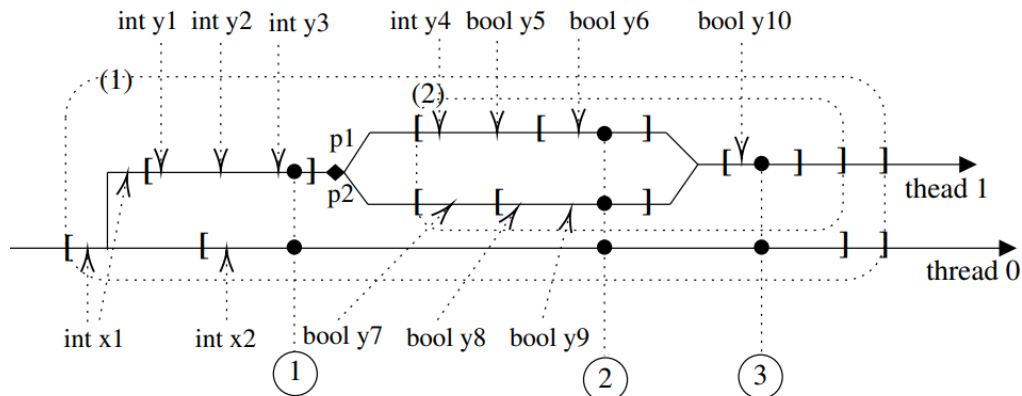 int y1 int y2 int y3 int y4 bool y5 bool y6 bool y10
(1)
(2)
[ [ ]
p1
[ ] [ ] ] ]
p2
thead 1
[ [ ]
[ [ ] ]
thread 0
int x1 int x2 bool y7 bool y8 bool y9
1 2 3